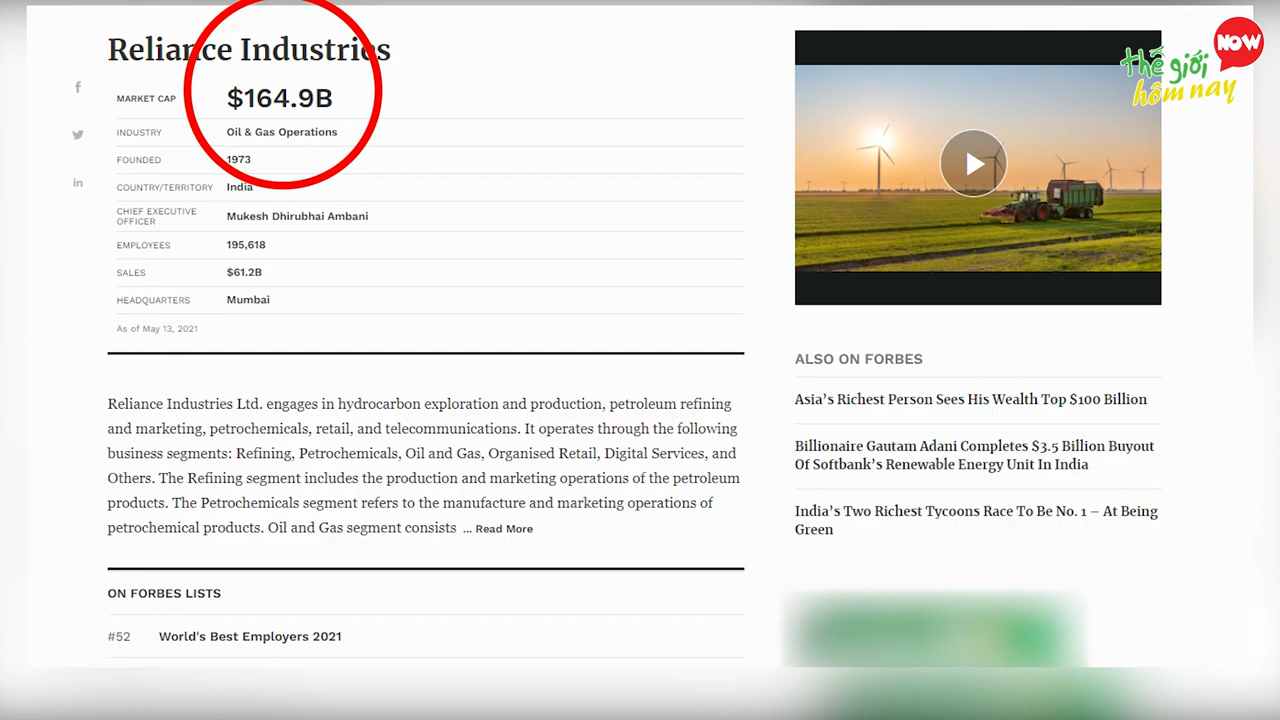 Reliance Industries
MARKET CAP $164.9B
INDUSTRY Oil & Gas Operations
FOUNDED 1973
COUNTRY/TERRITORY India
CHIEF EXECUTIVE OFFICER Mukesh Dhirubhai Ambani
EMPLOYEES 195,618
SALES $61.2B
HEADQUARTERS Mumbai
As of May 13, 2021
Reliance Industries Ltd. engages in hydrocarbon exploration and production, petroleum refining
and marketing, petrochemicals, retail, and telecommunications. It operates through the following
business segments: Refining, Petrochemicals, Oil and Gas, Organised Retail, Digital Services, and
Others. The Refining segment includes the production and marketing operations of the petroleum
products. The Petrochemicals segment refers to the manufacture and marketing operations of
petrochemical products. Oil and Gas segment consists ... Read More
ON FORBES LISTS
#52 World's Best Employers 2021
thế giới
hôm nay
NOW
ALSO ON FORBES
Asia's Richest Person Sees His Wealth Top $100 Billion
Billionaire Gautam Adani Completes $3.5 Billion Buyout
Of Softbank's Renewable Energy Unit In India
India's Two Richest Tycoons Race To Be No. 1 – At Being
Green